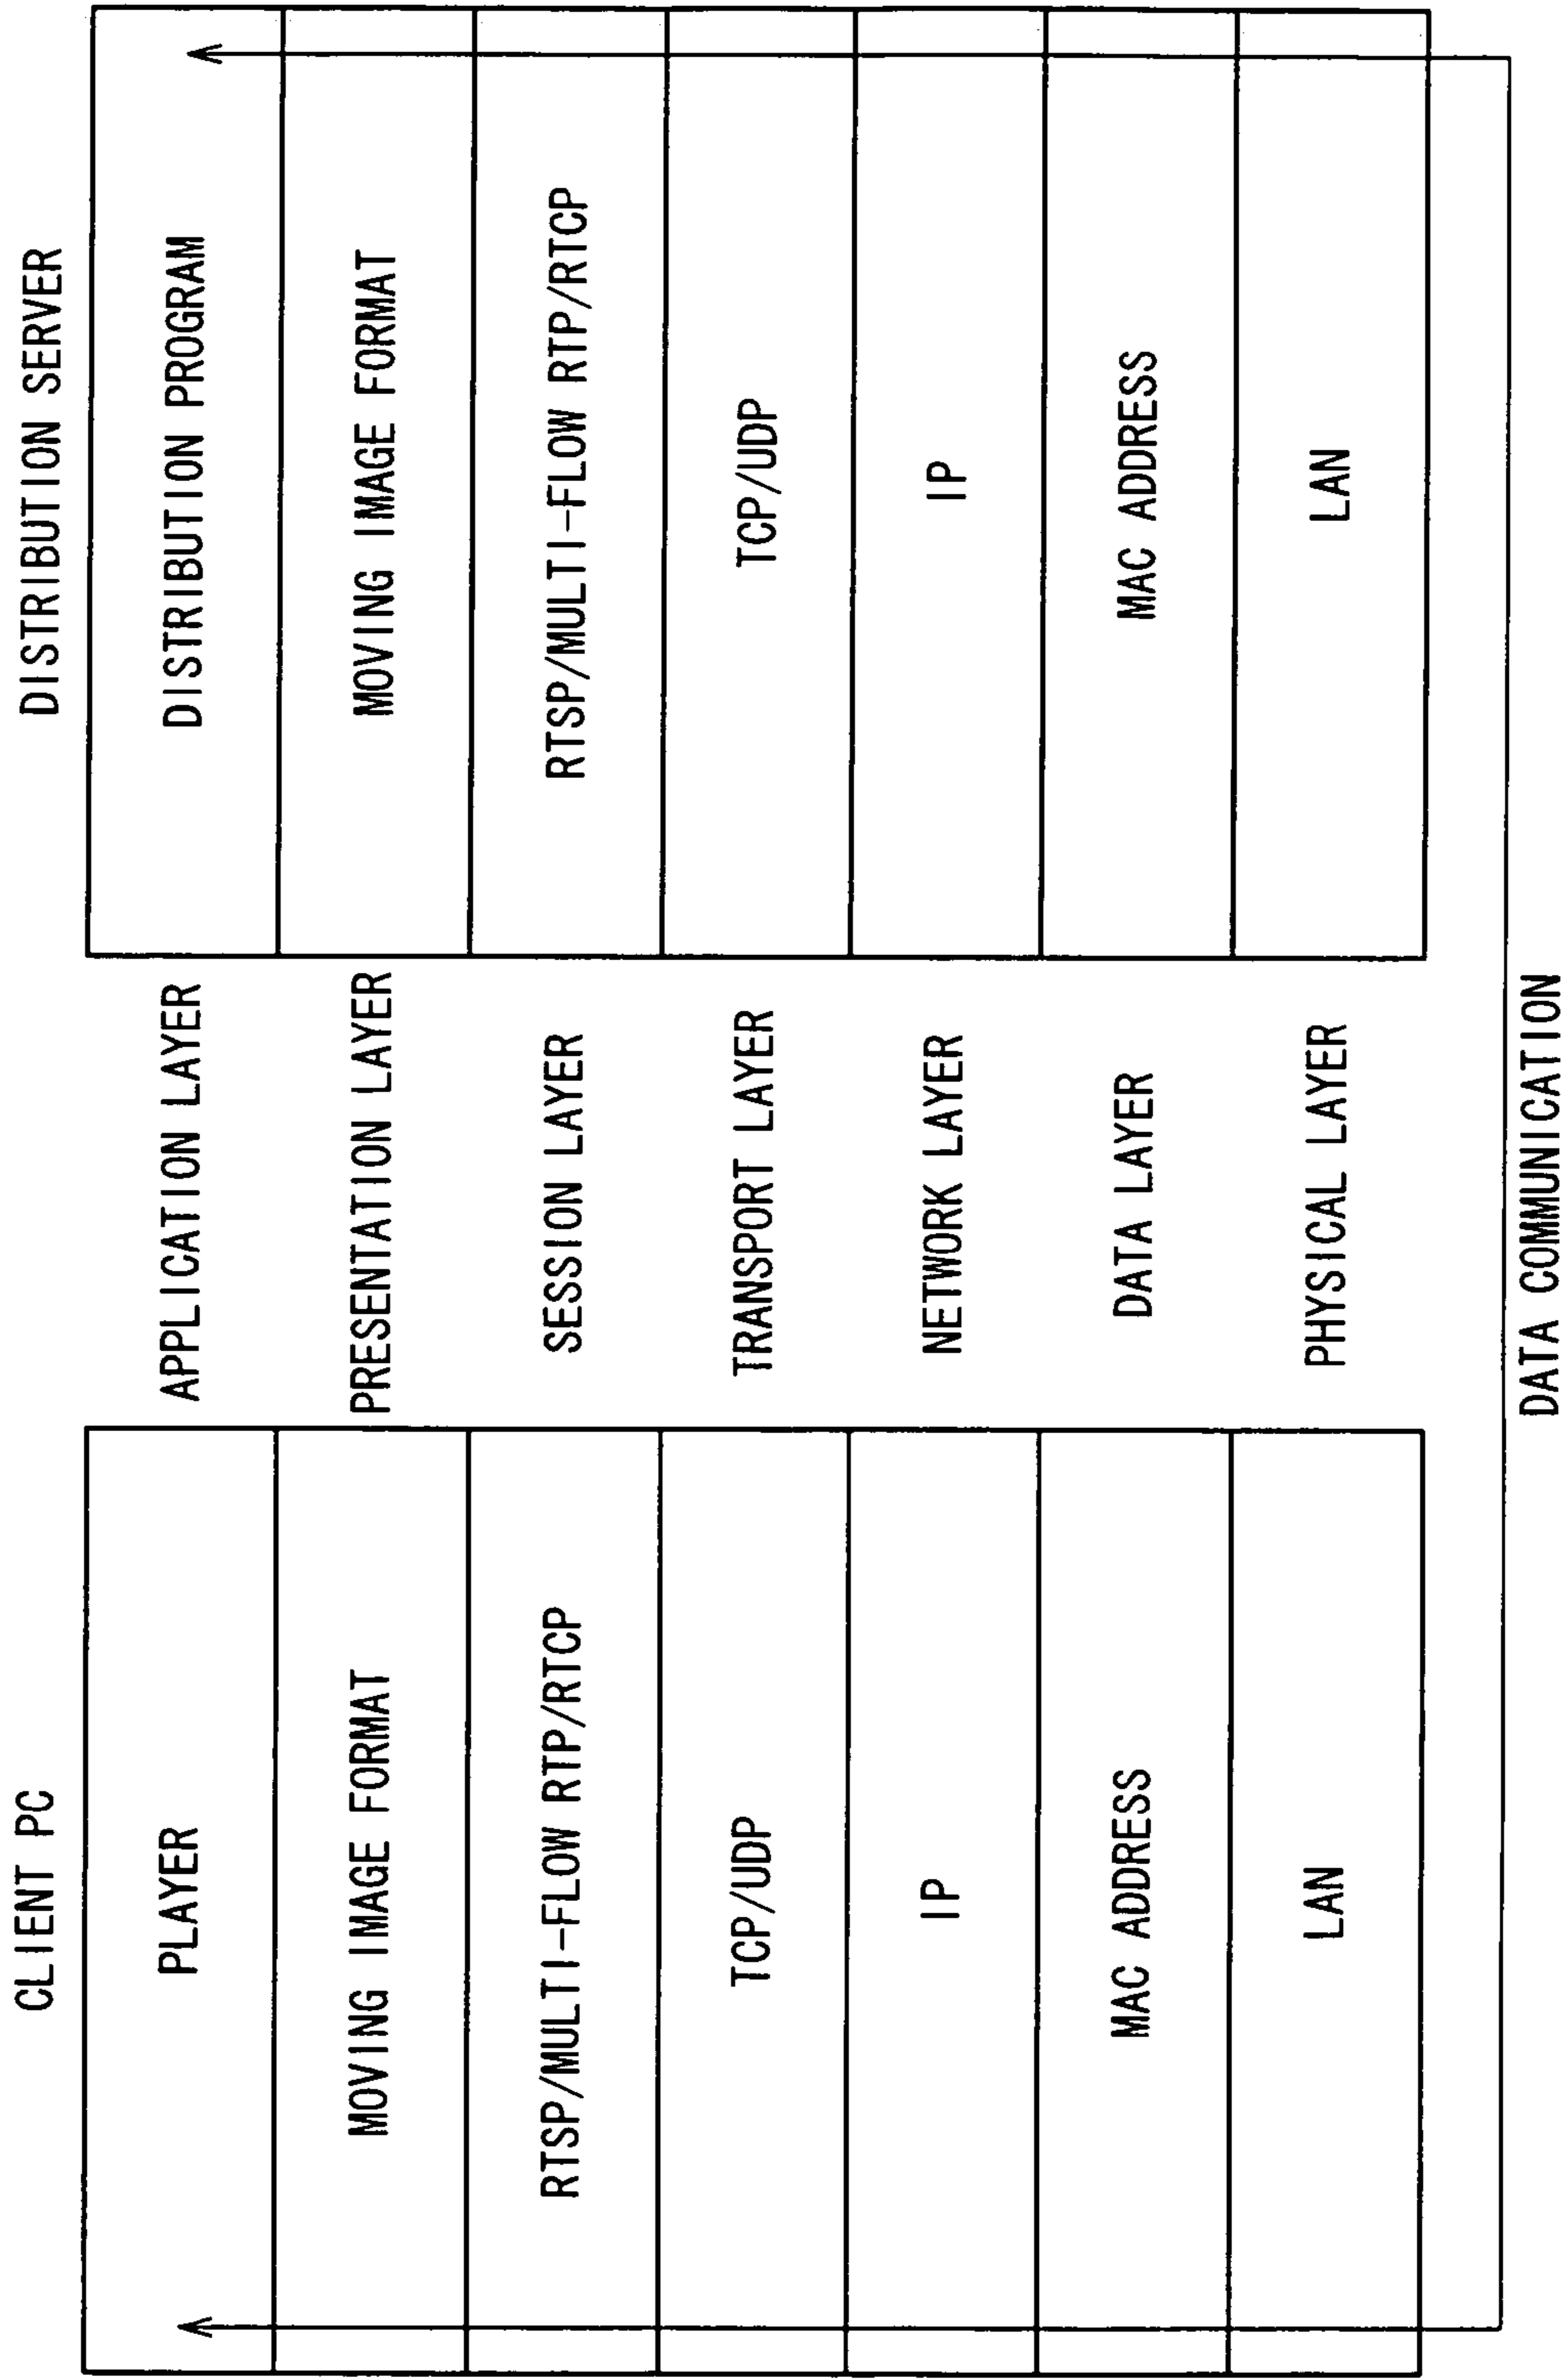 CLIENT PC
DISTRIBUTION SERVER
PLAYER
APPLICATION LAYER
DISTRIBUTION PROGRAM
MOVING IMAGE FORMAT
PRESENTATION LAYER
MOVING IMAGE FORMAT
RTSP/MULTI-FLOW RTP/RTCP
SESSION LAYER
RTSP/MULTI-FLOW RTP/RTCP
TCP/UDP
TRANSPORT LAYER
TCP/UDP
IP
NETWORK LAYER
IP
MAC ADDRESS
DATA LAYER
MAC ADDRESS
LAN
PHYSICAL LAYER
LAN
DATA COMMUNICATION